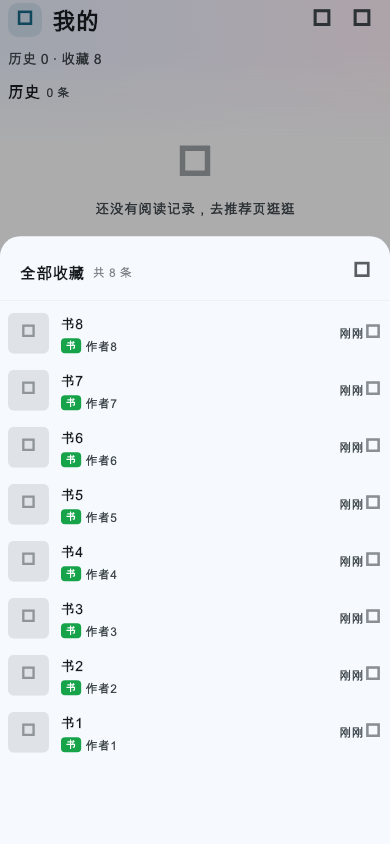 我的
历史 0 · 收藏 8
历史 0 条
还没有阅读记录，去推荐页逛逛
全部收藏 共 8 条
书8 刚刚
书 作者8
书7 刚刚
书 作者7
书6 刚刚
书 作者6
书5 刚刚
书 作者5
书4 刚刚
书 作者4
书3 刚刚
书 作者3
书2 刚刚
书 作者2
书1 刚刚
书 作者1